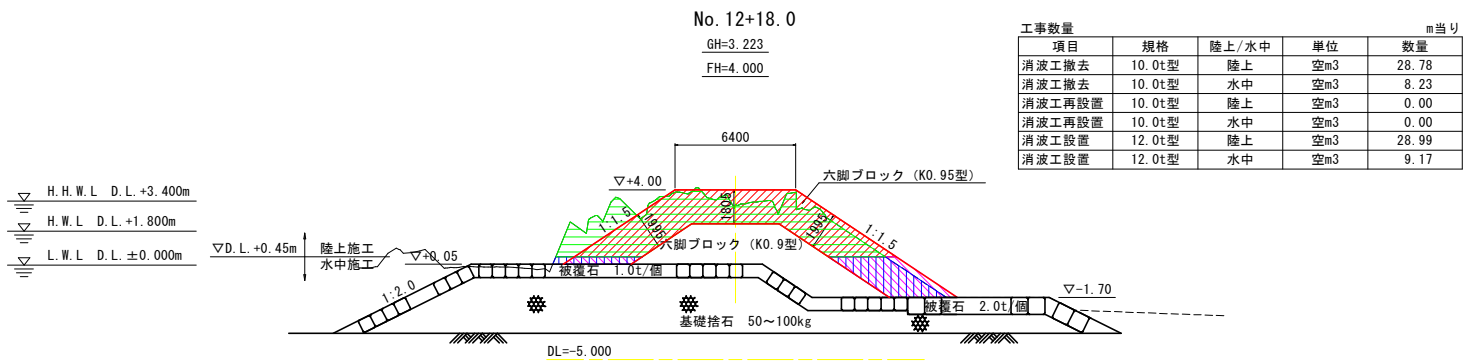 No.12+18.0
GH=3.223
FH=4.000
工事数量 m当り
項目 規格 陸上/水中 単位 数量
消波工撤去 10.0t型 陸上 空m3 28.78
消波工撤去 10.0t型 水中 空m3 8.23
消波工再設置 10.0t型 陸上 空m3 0.00
消波工再設置 10.0t型 水中 空m3 0.00
消波工設置 12.0t型 陸上 空m3 28.99
消波工設置 12.0t型 水中 空m3 9.17
6400
六脚ブロック (K0.95型)
▽+4.00
H.H.W.L D.L.+3.400m
1805
1:1.5
1995
1995
1:1.5
H.W.L D.L.+1.800m
六脚ブロック (K0.9型)
▽D.L.+0.45m
陸上施工
水中施工
▽+0.05
L.W.L D.L.±0.000m
被覆石 1.0t/個
1:2.0
▽-1.70
被覆石 2.0t/個
基礎捨石 50～100kg
DL=-5.000